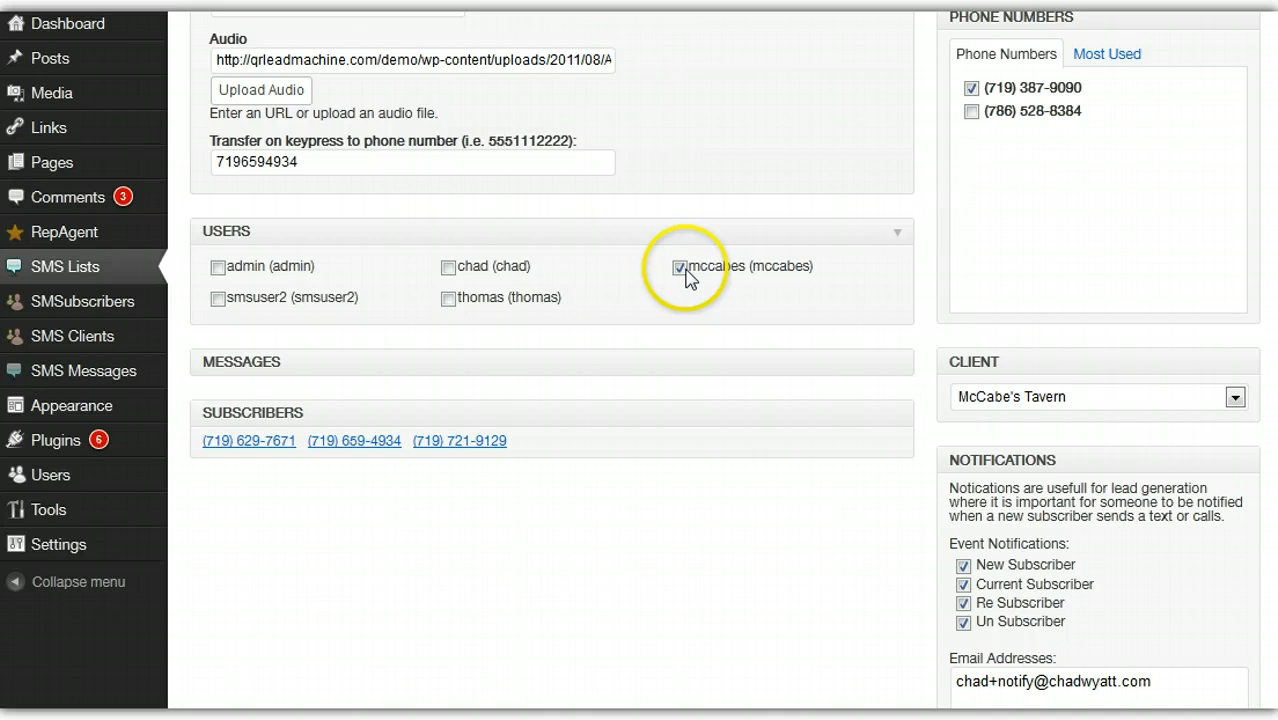 Dashboard
Posts
Media
Links
Pages
Comments 3
RepAgent
SMS Lists
SMSubscribers
SMS Clients
SMS Messages
Appearance
Plugins 6
Users
Tools
Settings
Collapse menu
Audio
http://qrleadmachine.com/demo/wp-content/uploads/2011/08/A
Upload Audio
Enter an URL or upload an audio file.
Transfer on keypress to phone number (i.e. 5551112222):
7196594934
USERS
admin (admin) chad (chad) mccabes (mccabes)
smsuser2 (smsuser2) thomas (thomas)
MESSAGES
SUBSCRIBERS
(719) 629-7671 (719) 659-4934 (719) 721-9129
PHONE NUMBERS
Phone Numbers Most Used
(719) 387-9090
(786) 528-8384
CLIENT
McCabe's Tavern
NOTIFICATIONS
Notications are usefull for lead generation
where it is important for someone to be notified
when a new subscriber sends a text or calls.
Event Notifications:
New Subscriber
Current Subscriber
Re Subscriber
Un Subscriber
Email Addresses:
chad+notify@chadwyatt.com